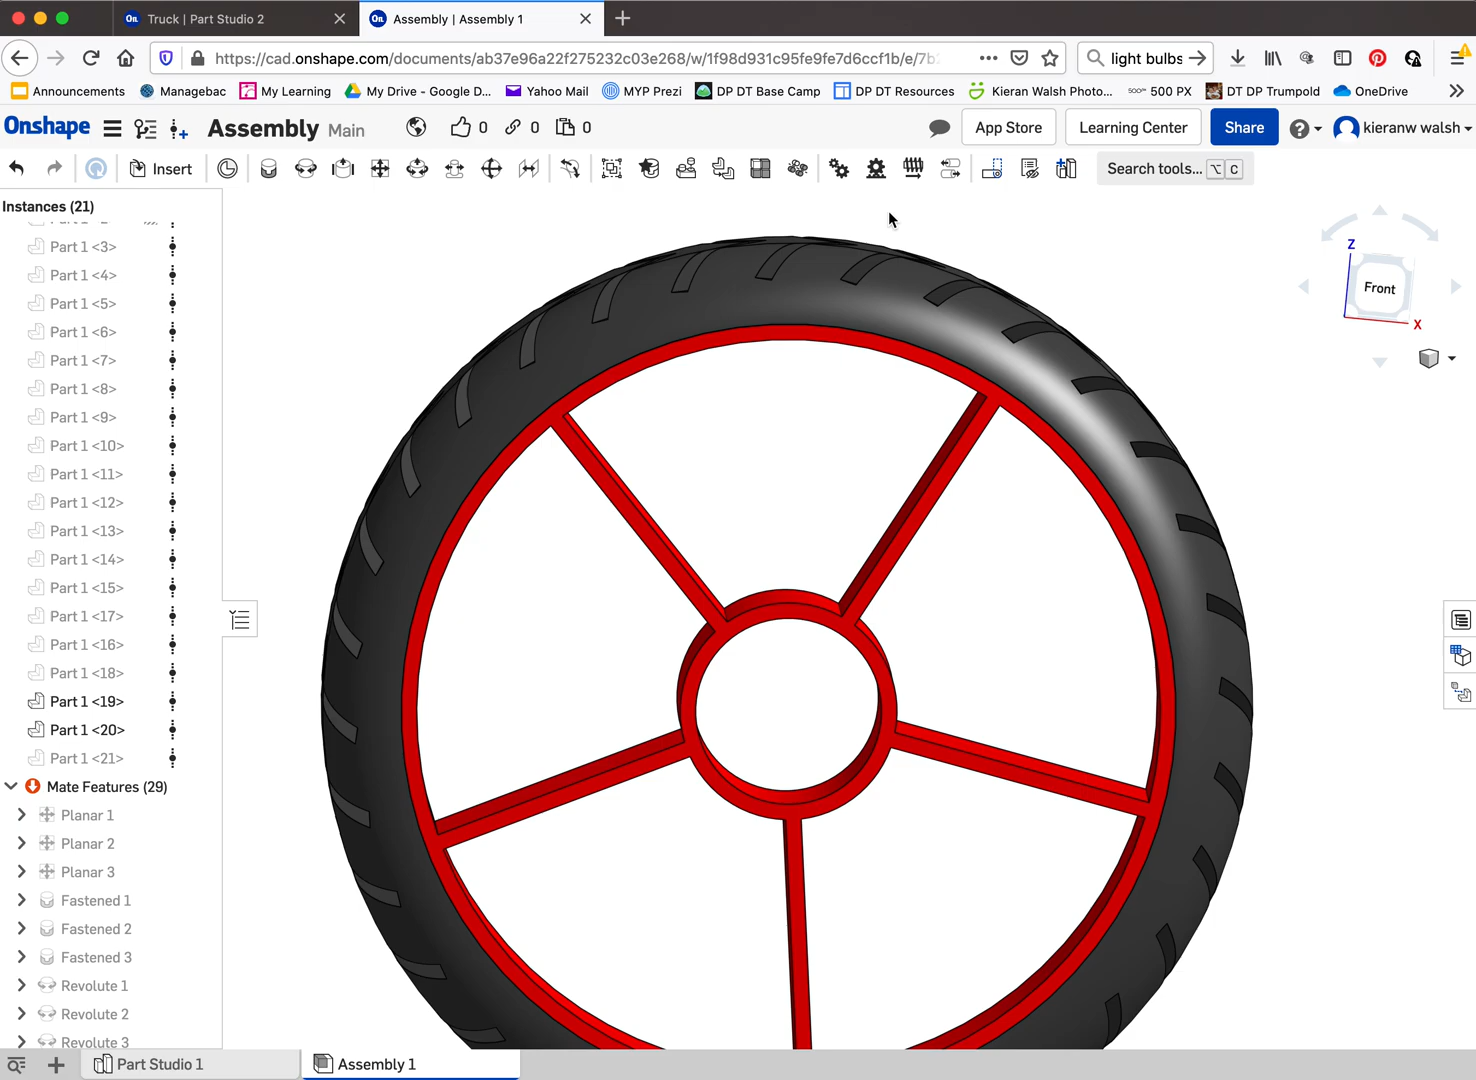 Truck | Part Studio 2
Assembly | Assembly 1
https://cad.onshape.com/documents/ab37e96a22f275232c03e268/w/1f98d931c95fe9fe7d6ccf1b/e/7b2
light bulbs
Announcements
Managebac
My Learning
My Drive - Google D...
Yahoo Mail
MYP Prezi
DP DT Base Camp
DP DT Resources
Kieran Walsh Photo...
500 PX
DT DP Trumpold
OneDrive
Onshape
Assembly Main
0
0
0
App Store
Learning Center
Share
kieranw walsh
Insert
Search tools... ⌥ C
Instances (21)
Part 1 <3>
Part 1 <4>
Part 1 <5>
Part 1 <6>
Part 1 <7>
Part 1 <8>
Part 1 <9>
Part 1 <10>
Part 1 <11>
Part 1 <12>
Part 1 <13>
Part 1 <14>
Part 1 <15>
Part 1 <17>
Part 1 <16>
Part 1 <18>
Part 1 <19>
Part 1 <20>
Part 1 <21>
Mate Features (29)
Planar 1
Planar 2
Planar 3
Fastened 1
Fastened 2
Fastened 3
Revolute 1
Revolute 2
Revolute 3
Z
Front
X
Part Studio 1
Assembly 1